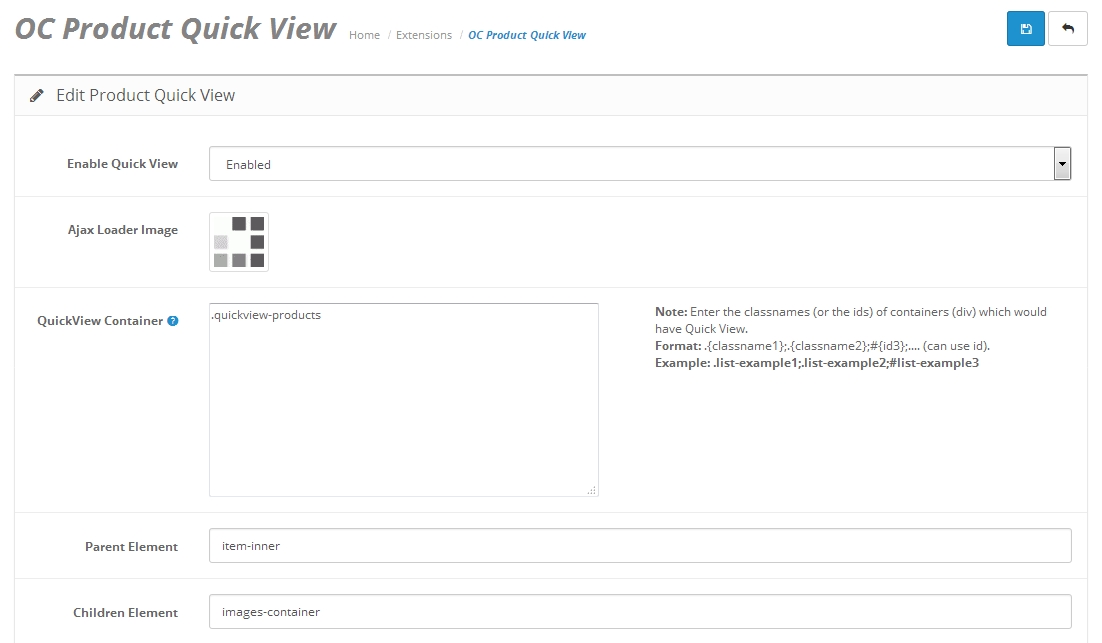 OC Product Quick View
Home / Extensions / OC Product Quick View
Edit Product Quick View
Enable Quick View
Enabled
Ajax Loader Image
QuickView Container ?
.quickview-products
Note: Enter the classnames (or the ids) of containers (div) which would
have Quick View.
Format: .{classname1};.{classname2};#{id3};.... (can use id).
Example: .list-example1;.list-example2;#list-example3
Parent Element
item-inner
Children Element
images-container